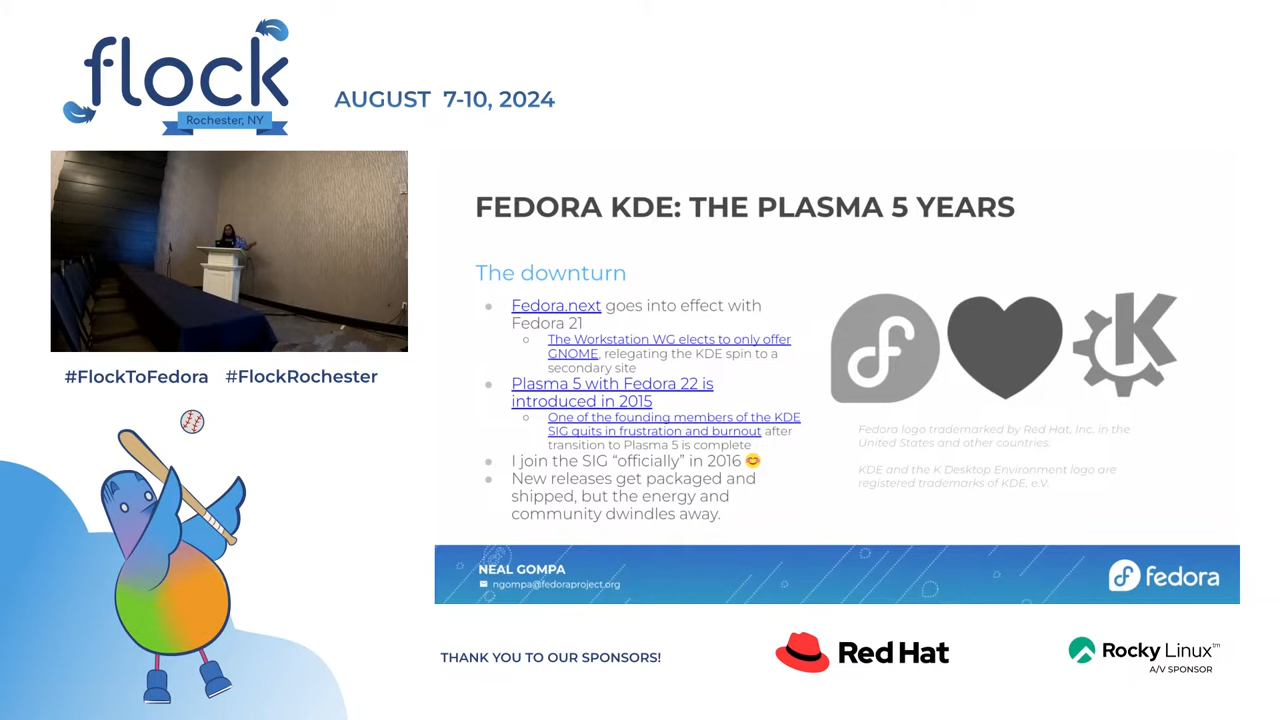 flock
Rochester, NY
AUGUST 7-10, 2024
#FlockToFedora #FlockRochester
FEDORA KDE: THE PLASMA 5 YEARS
The downturn
Fedora.next goes into effect with
Fedora 21
The Workstation WG elects to only offer
GNOME, relegating the KDE spin to a
secondary site
Plasma 5 with Fedora 22 is
introduced in 2015
One of the founding members of the KDE
SIG quits in frustration and burnout after
transition to Plasma 5 is complete
I join the SIG “officially” in 2016 😊
New releases get packaged and
shipped, but the energy and
community dwindles away.
K
Fedora logo trademarked by Red Hat, Inc. in the
United States and other countries.
KDE and the K Desktop Environment logo are
registered trademarks of KDE, e.V.
NEAL GOMPA
ngompa@fedoraproject.org
fedora
THANK YOU TO OUR SPONSORS!
Red Hat
Rocky Linux™
A/V SPONSOR